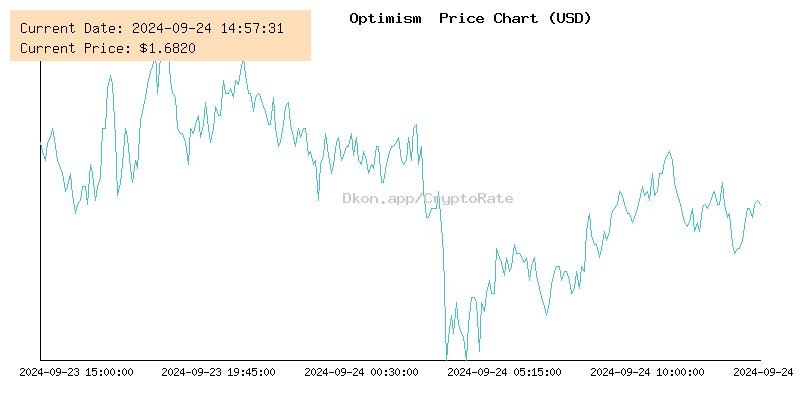 Optimism  Price Chart (USD)
Current Date: 2024-09-24 14:57:31
Current Price: $1.6820
Dkon.app/CryptoRate
2024-09-23 15:00:00 2024-09-23 19:45:00 2024-09-24 00:30:00 2024-09-24 05:15:00 2024-09-24 10:00:00 2024-09-24